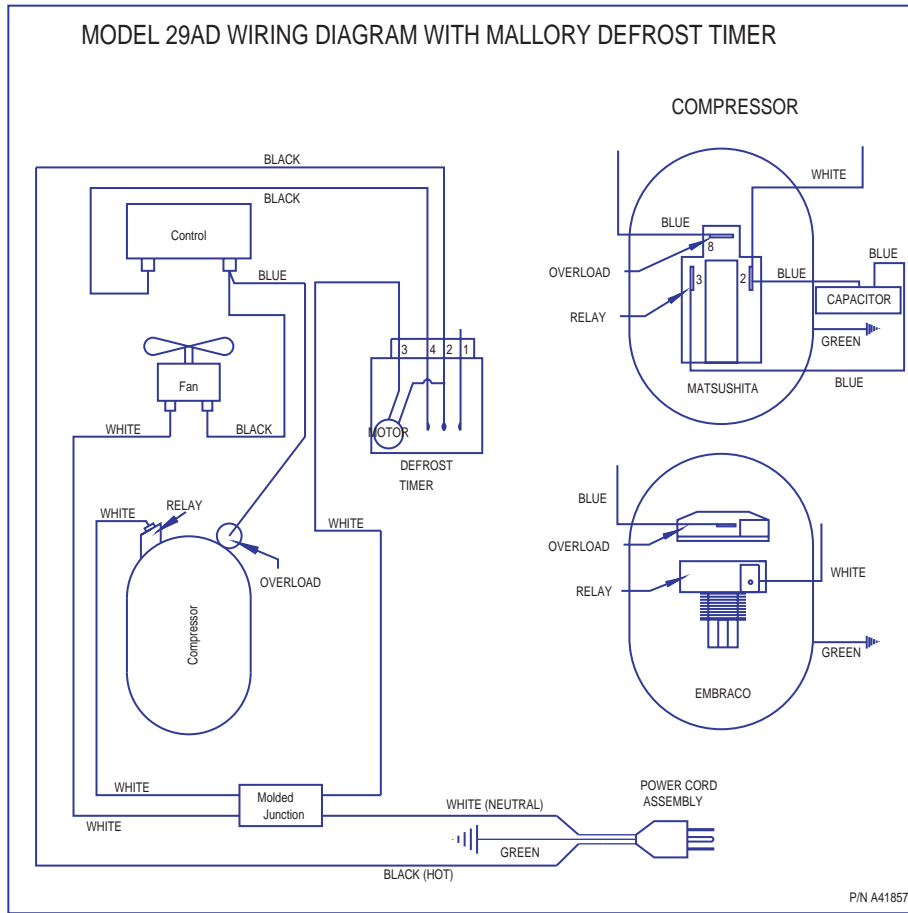 MODEL 29AD WIRING DIAGRAM WITH MALLORY DEFROST TIMER
BLACK
BLACK
Control
BLUE
3
4
2
1
Fan
WHITE
BLACK
MOTOR
DEFROST
TIMER
WHITE
RELAY
WHITE
OVERLOAD
Compressor
WHITE
Molded
Junction
WHITE
WHITE (NEUTRAL)
GREEN
BLACK (HOT)
POWER CORD
ASSEMBLY
COMPRESSOR
WHITE
BLUE
8
OVERLOAD
3
2
BLUE
BLUE
CAPACITOR
RELAY
GREEN
BLUE
MATSUSHITA
BLUE
OVERLOAD
RELAY
WHITE
GREEN
EMBRACO
P/N A41857